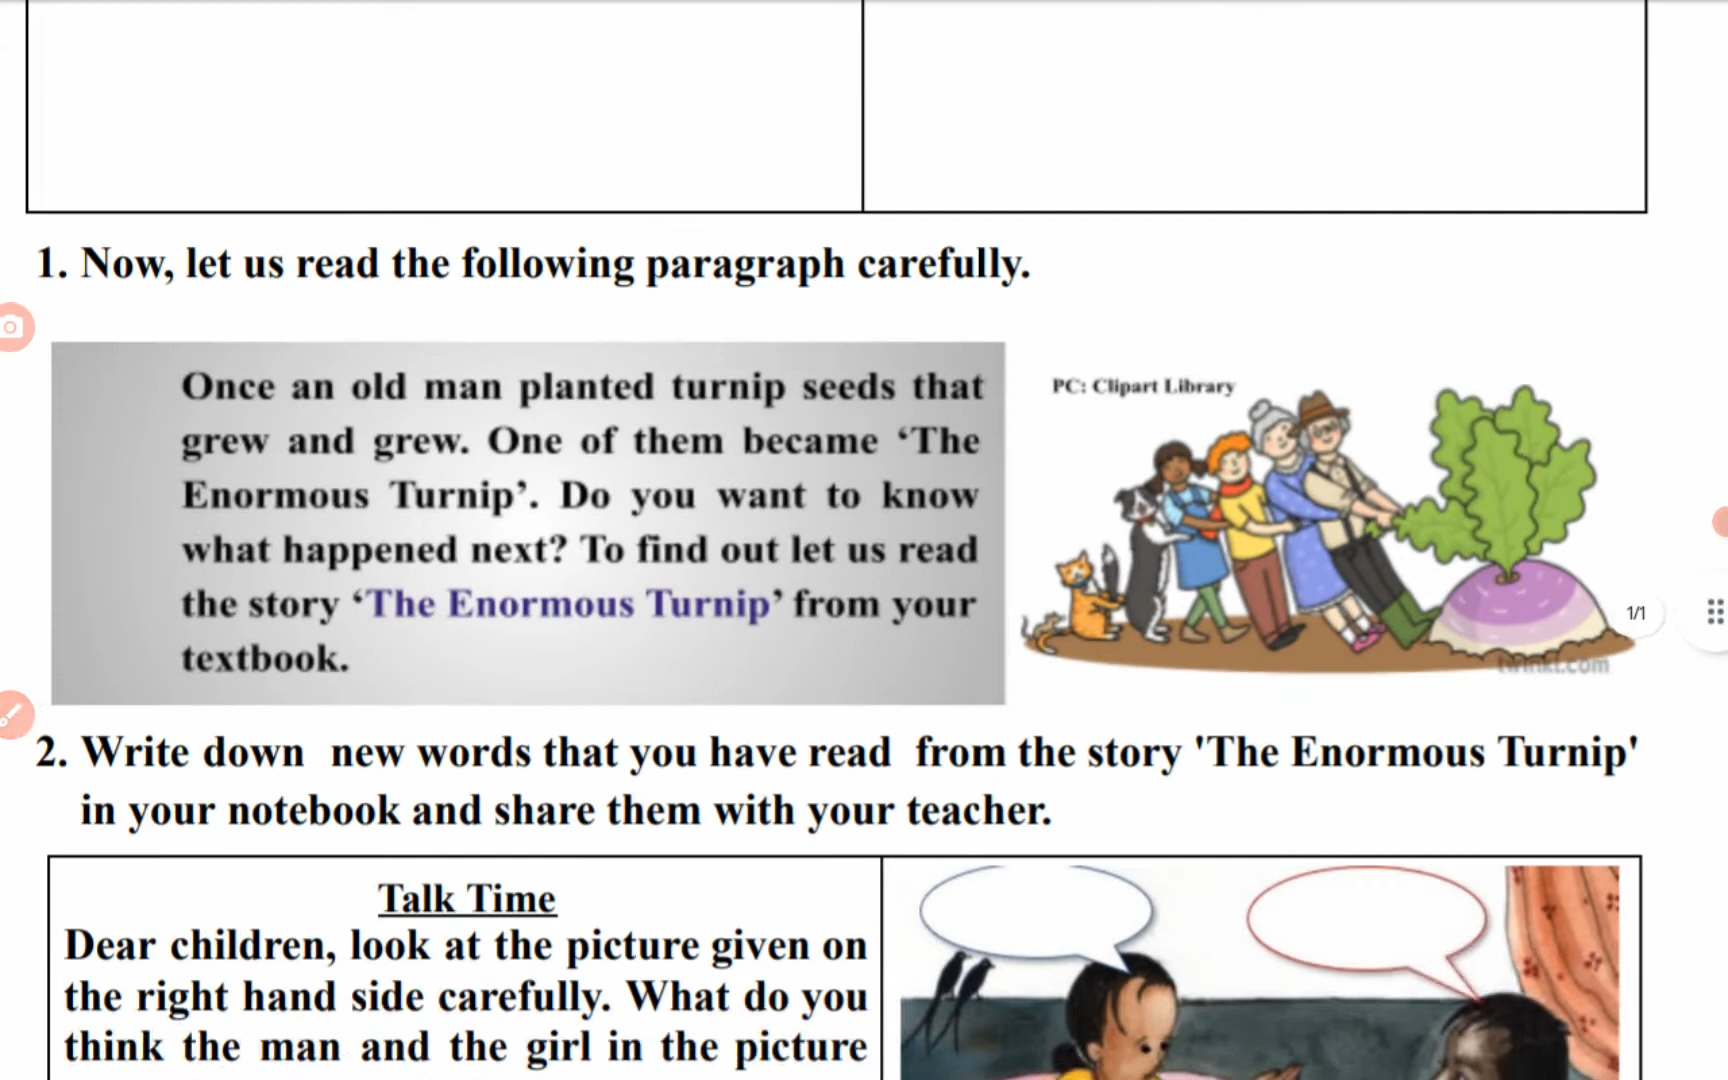 1. Now, let us read the following paragraph carefully.
Once an old man planted turnip seeds that
grew and grew. One of them became ‘The
Enormous Turnip’. Do you want to know
what happened next? To find out let us read
the story ‘The Enormous Turnip’ from your
textbook.
PC: Clipart Library
1/1
twinkl.com
2. Write down new words that you have read from the story 'The Enormous Turnip'
in your notebook and share them with your teacher.
Talk Time
Dear children, look at the picture given on
the right hand side carefully. What do you
think the man and the girl in the picture